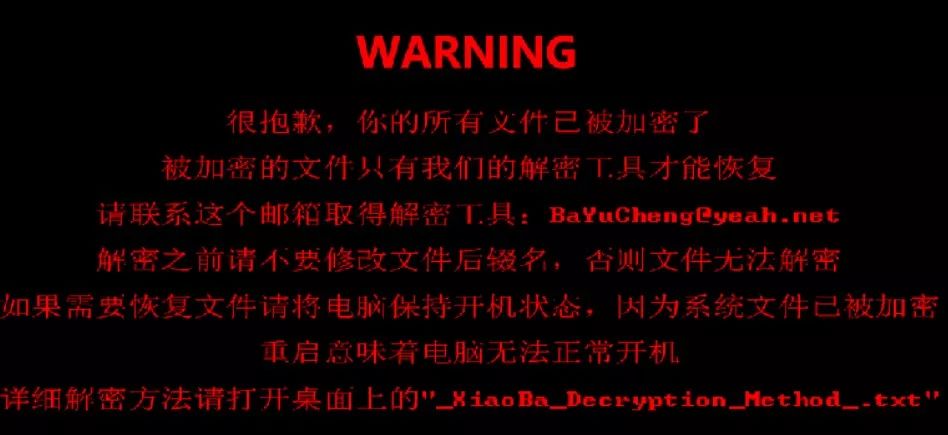 WARNING
很抱歉，你的所有文件已被加密了
被加密的文件只有我们的解密工具才能恢复
请联系这个邮箱取得解密工具：BaYuCheng@yeah.net
解密之前请不要修改文件后辍名，否则文件无法解密
如果需要恢复文件请将电脑保持开机状态，因为系统文件已被加密
重启意味着电脑无法正常开机
详细解密方法请打开桌面上的"_XiaoBa_Decryption_Method_.txt"